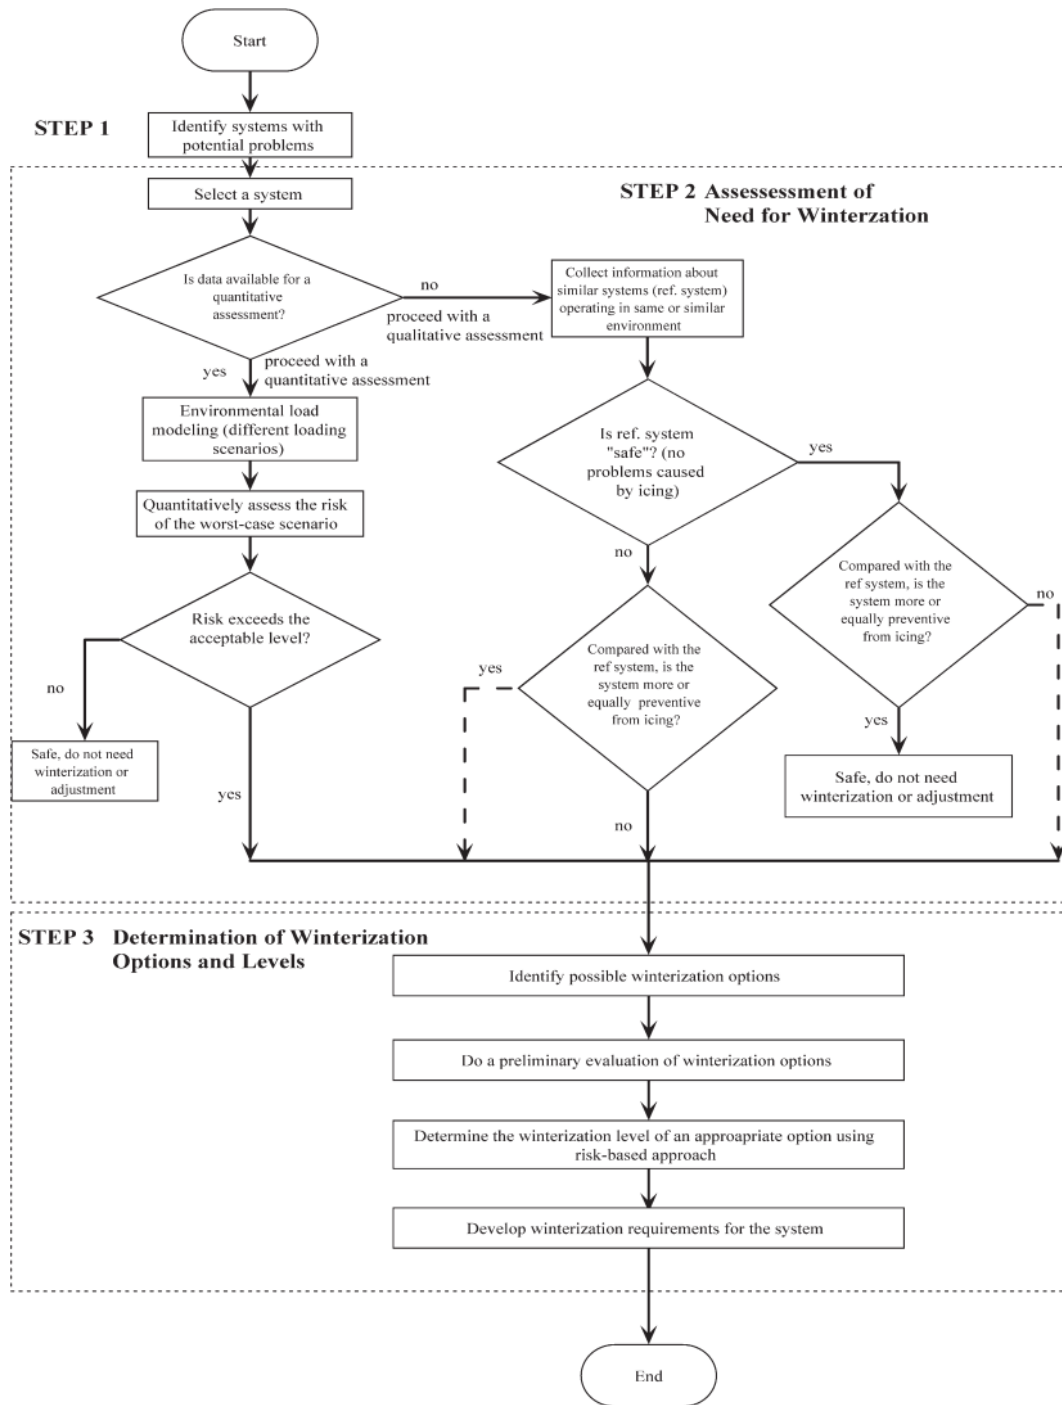 Start
STEP 1
Identify systems with
potential problems
Select a system
STEP 2 Assessessment of
Need for Winterzation
Is data available for a
quantitative
assessment?
no
proceed with a
qualitative assessment
Collect information about
similar systems (ref. system)
operating in same or similar
environment
yes
proceed with a
quantitative assessment
Environmental load
modeling (different loading
scenarios)
Is ref. system
"safe"? (no
problems caused
by icing)
yes
Quantitatively assess the risk
of the worst-case scenario
no
Compared with the
ref system, is the
system more or
equally preventive
from icing?
no
Risk exceeds the
acceptable level?
yes
Compared with the
ref system, is the
system more or
equally  preventive
from icing?
no
yes
Safe, do not need
winterization or
adjustment
Safe, do not need
winterization or adjustment
yes
no
STEP 3 Determination of Winterization
Options and Levels
Identify possible winterization options
Do a preliminary evaluation of winterization options
Determine the winterization level of an approapriate option using
risk-based approach
Develop winterization requirements for the system
End